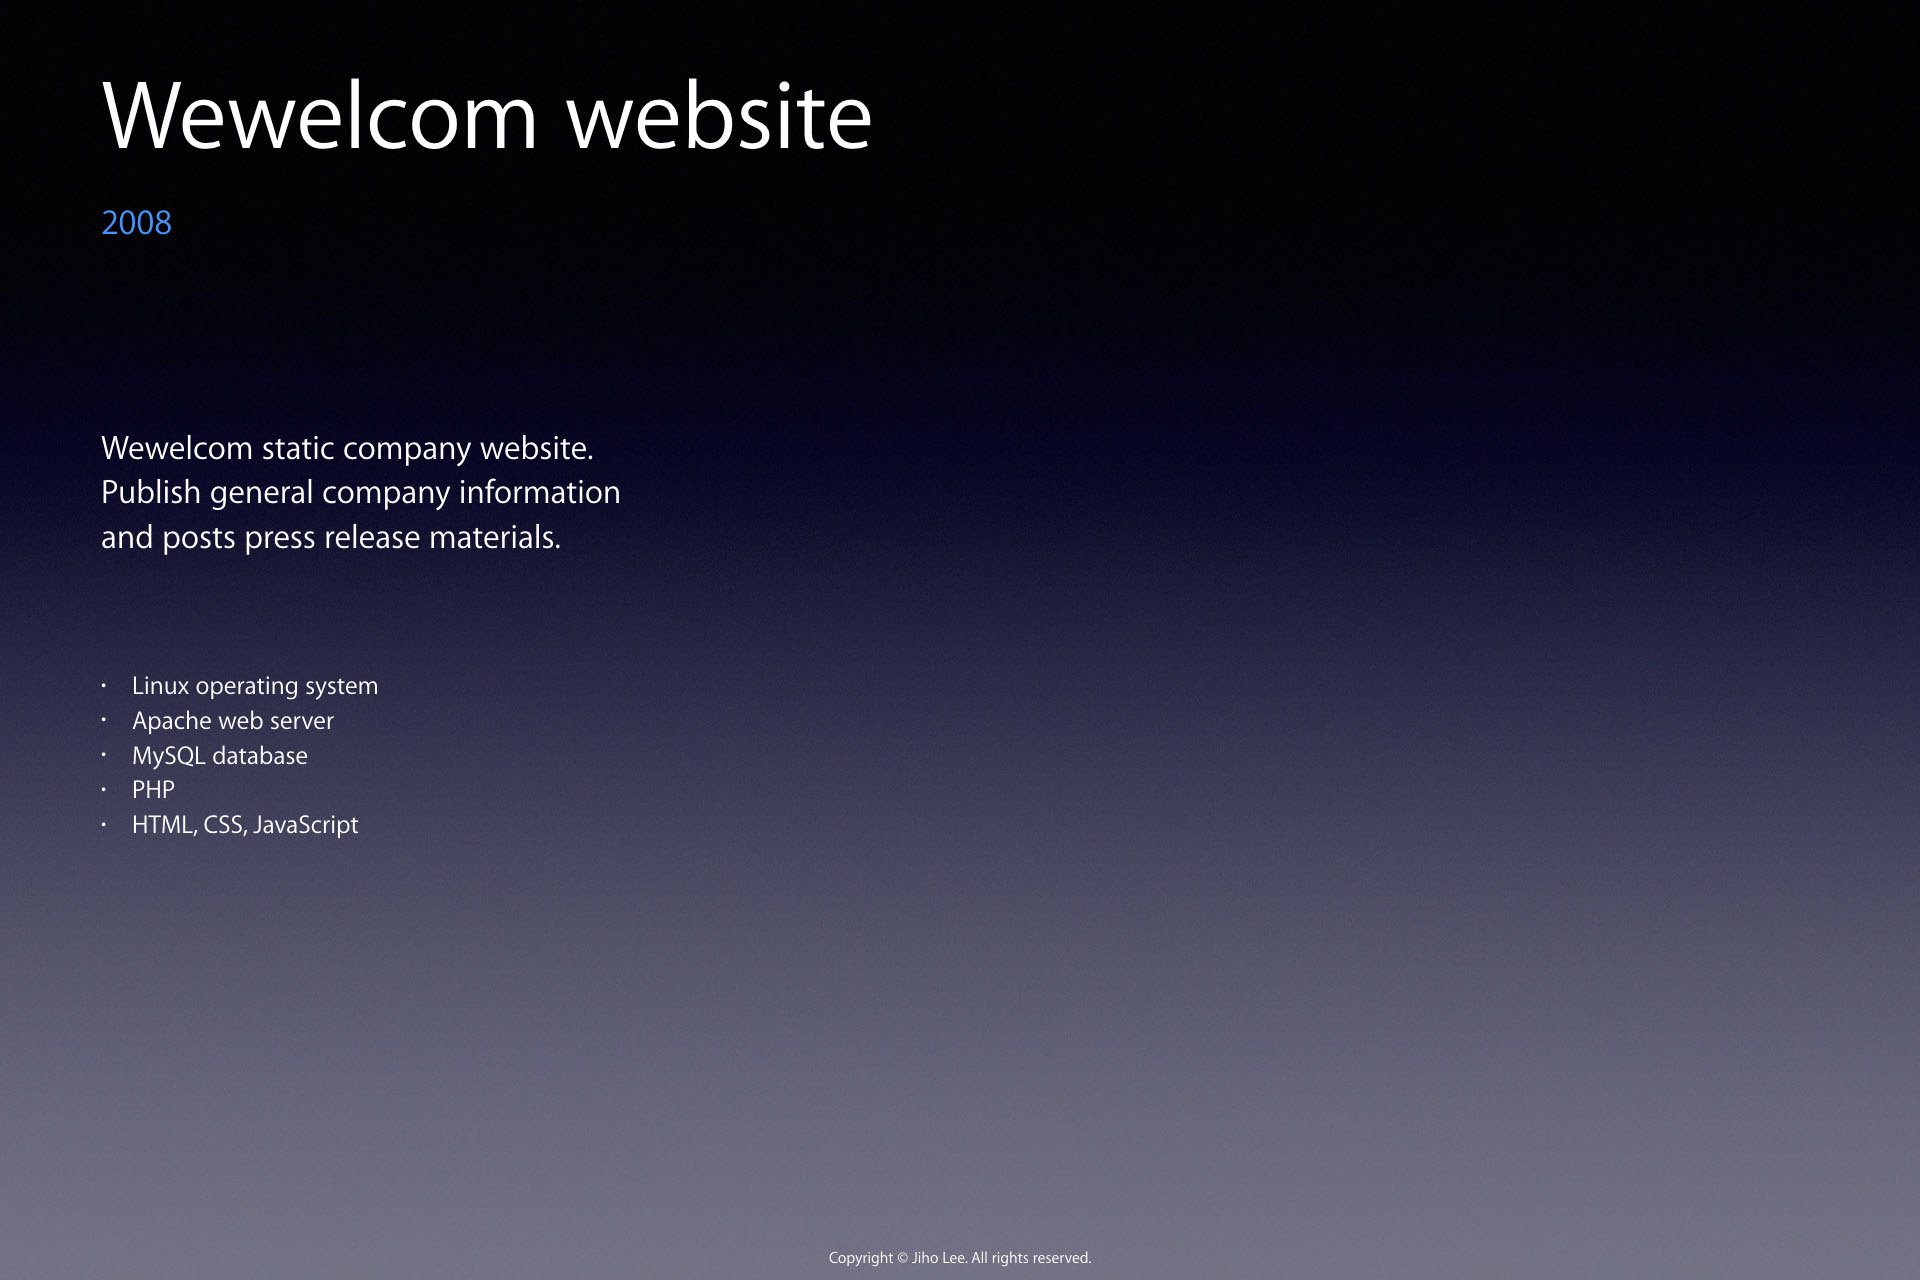 Wewelcom website
2008
Wewelcom static company website.
Publish general company information
and posts press release materials.
• Linux operating system
• Apache web server
• MySQL database
• PHP
• HTML, CSS, JavaScript
Copyright © Jiho Lee. All rights reserved.